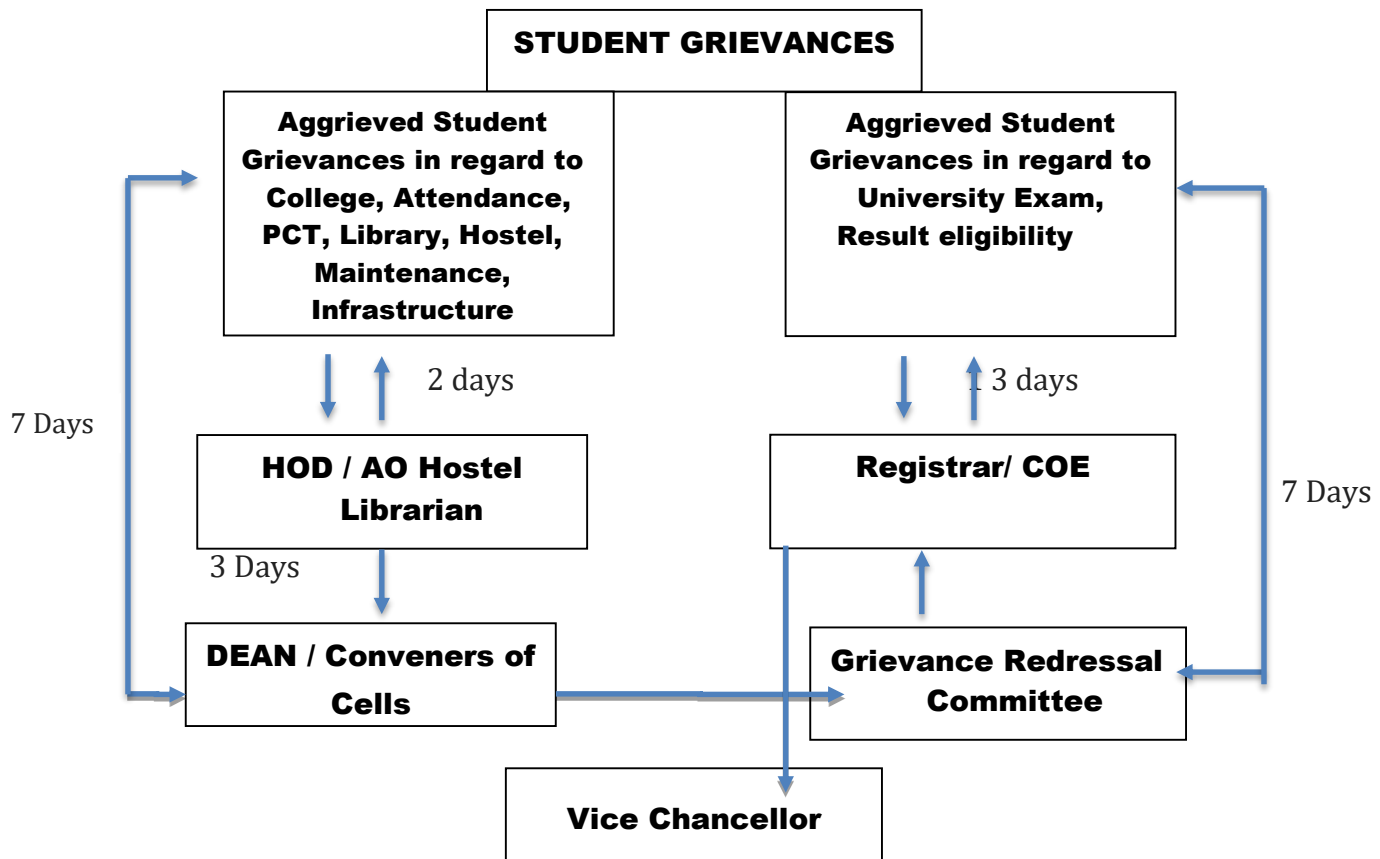 STUDENT GRIEVANCES
Aggrieved Student
Grievances in regard to
College, Attendance,
PCT, Library, Hostel,
Maintenance,
Infrastructure
Aggrieved Student
Grievances in regard to
University Exam,
Result eligibility
2 days
3 days
7 Days
HOD / AO Hostel
Librarian
Registrar/ COE
7 Days
3 Days
DEAN / Conveners of
Cells
Grievance Redressal
Committee
Vice Chancellor